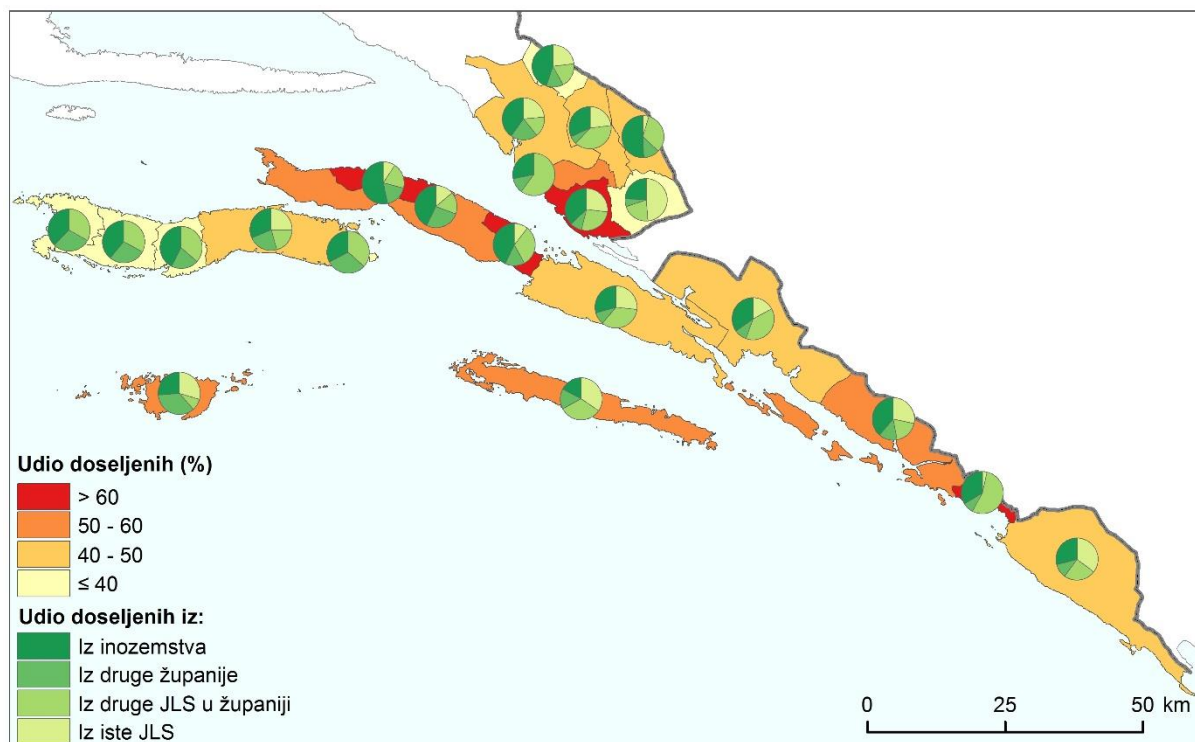 Udio doseljenih (%)
> 60
50 - 60
40 - 50
≤ 40
Udio doseljenih iz:
Iz inozemstva
Iz druge županije
Iz druge JLS u županiji
Iz iste JLS
0 25 50 km